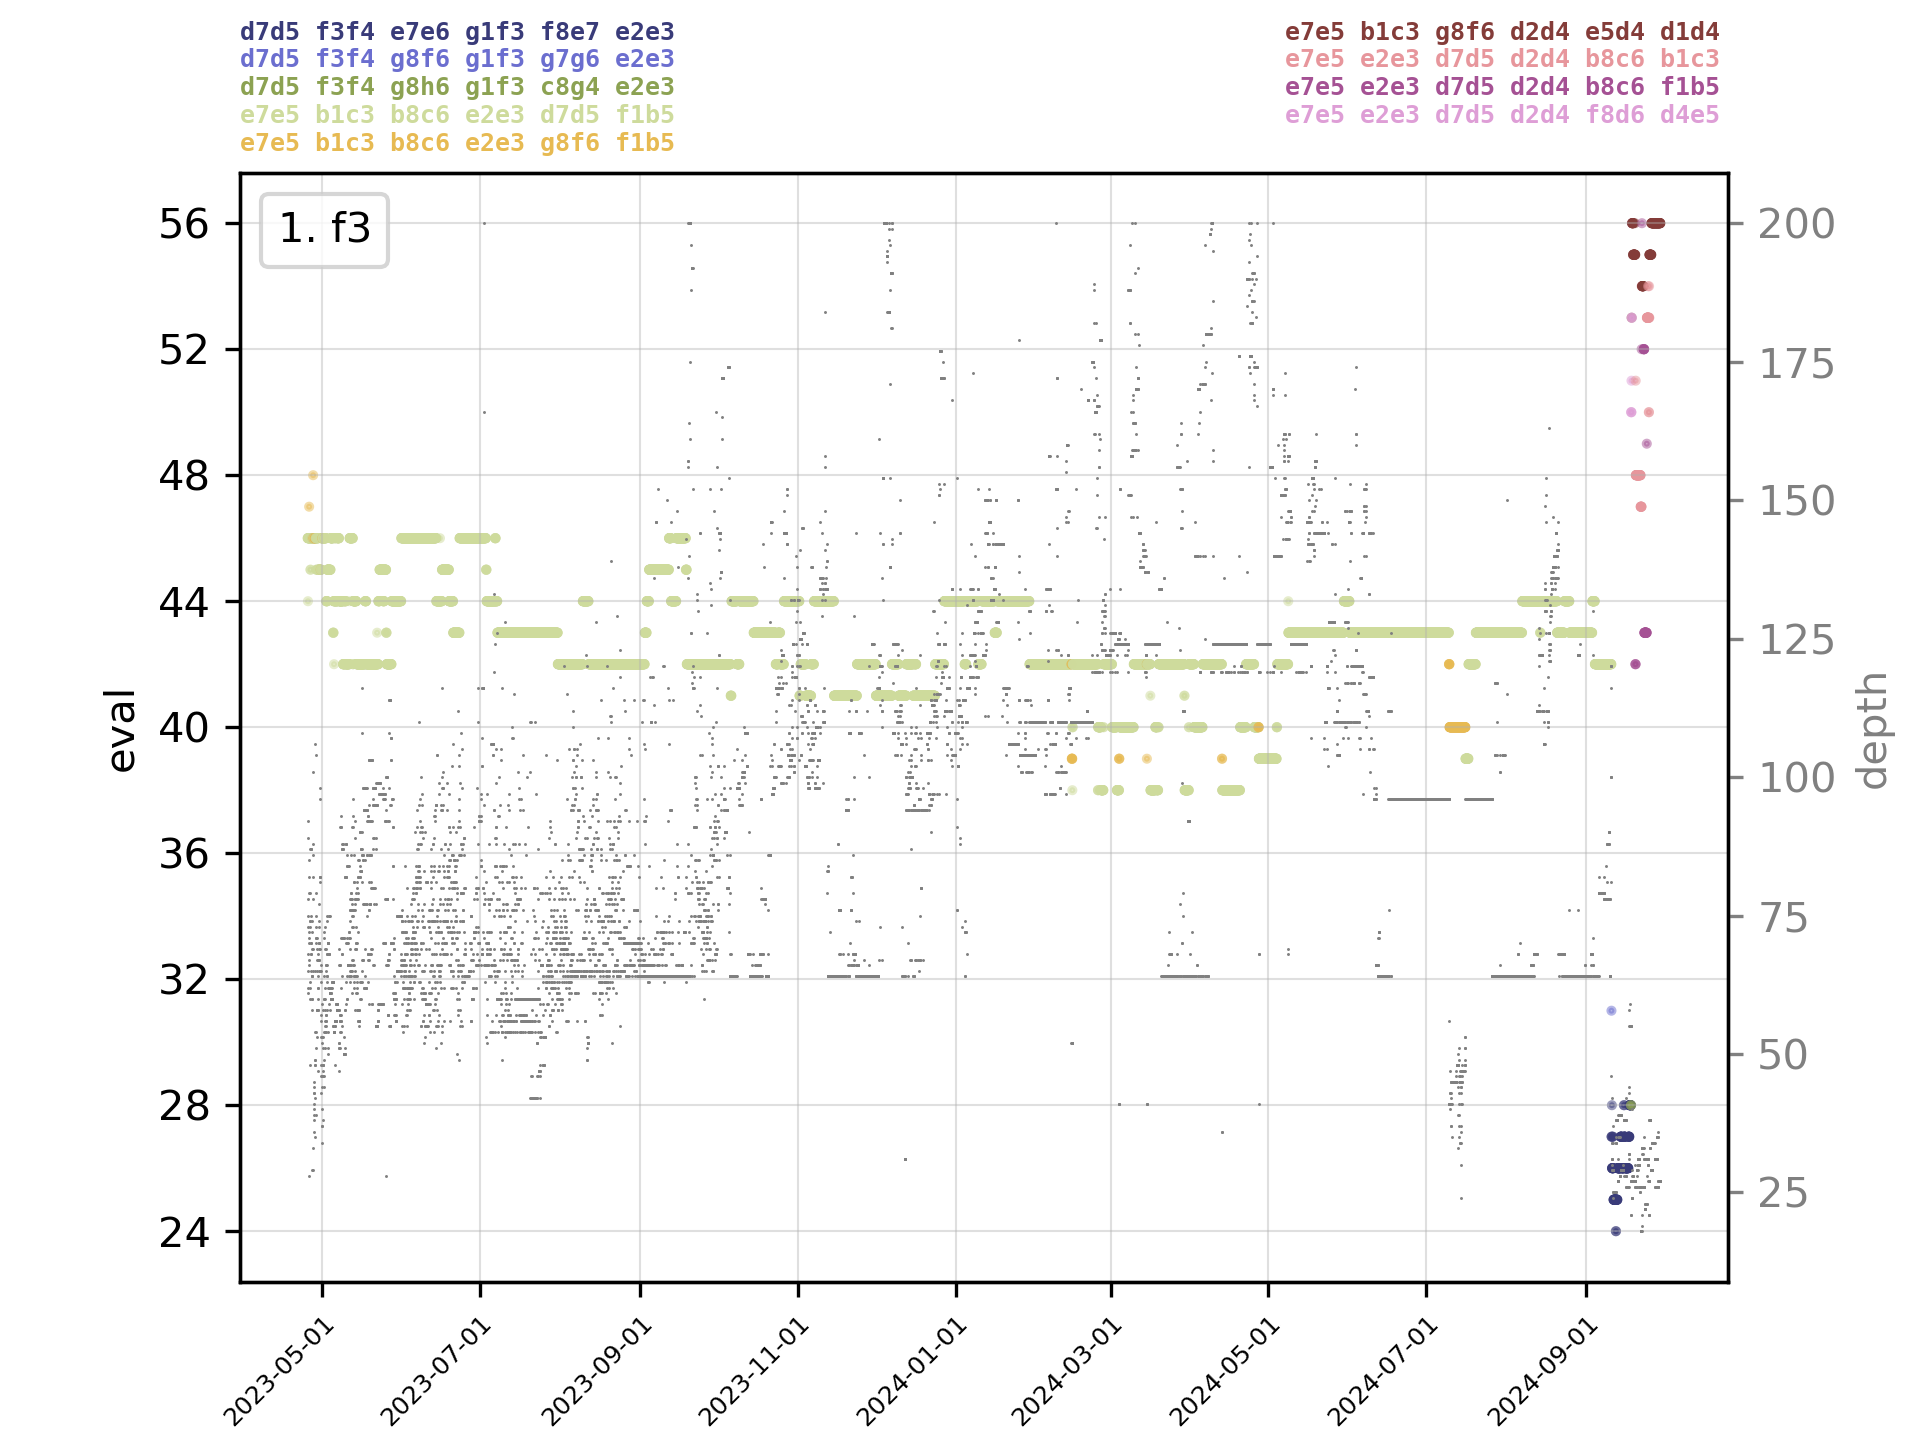 d7d5 f3f4 e7e6 g1f3 f8e7 e2e3
d7d5 f3f4 g8f6 g1f3 g7g6 e2e3
d7d5 f3f4 g8h6 g1f3 c8g4 e2e3
e7e5 b1c3 b8c6 e2e3 d7d5 f1b5
e7e5 b1c3 b8c6 e2e3 g8f6 f1b5
e7e5 b1c3 g8f6 d2d4 e5d4 d1d4
e7e5 e2e3 d7d5 d2d4 b8c6 b1c3
e7e5 e2e3 d7d5 d2d4 b8c6 f1b5
e7e5 e2e3 d7d5 d2d4 f8d6 d4e5
1. f3
eval
56
52
48
44
40
36
32
28
24
depth
200
175
150
125
100
75
50
25
2023-05-01
2023-07-01
2023-09-01
2023-11-01
2024-01-01
2024-03-01
2024-05-01
2024-07-01
2024-09-01